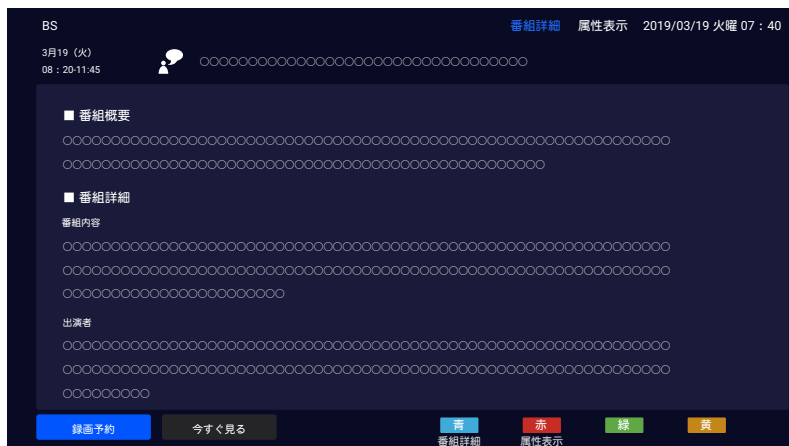 BS 番組詳細 属性表示 2019/03/19 火曜 07：40
3月19（火）
08：20-11:45
○○○○○○○○○○○○○○○○○○○○○○○○○○○○○○○○○○
■ 番組概要
○○○○○○○○○○○○○○○○○○○○○○○○○○○○○○○○○○○○○○○○○○○○○○○○○○○○○○○○○○○○○○○
○○○○○○○○○○○○○○○○○○○○○○○○○○○○○○○○○○○○○○○○○○○○○○○○○○
■ 番組詳細
番組内容
○○○○○○○○○○○○○○○○○○○○○○○○○○○○○○○○○○○○○○○○○○○○○○○○○○○○○○○○○○○○○○○
○○○○○○○○○○○○○○○○○○○○○○○○○○○○○○○○○○○○○○○○○○○○○○○○○○○○○○○○○○○○○○○
○○○○○○○○○○○○○○○○○○○○○○○
出演者
○○○○○○○○○○○○○○○○○○○○○○○○○○○○○○○○○○○○○○○○○○○○○○○○○○○○○○○○○○○○○○○
○○○○○○○○○○○○○○○○○○○○○○○○○○○○○○○○○○○○○○○○○○○○○○○○○○○○○○○○○○○○○○○
○○○○○○○○○
録画予約 今すぐ見る 青 赤 緑 黄
番組詳細 属性表示